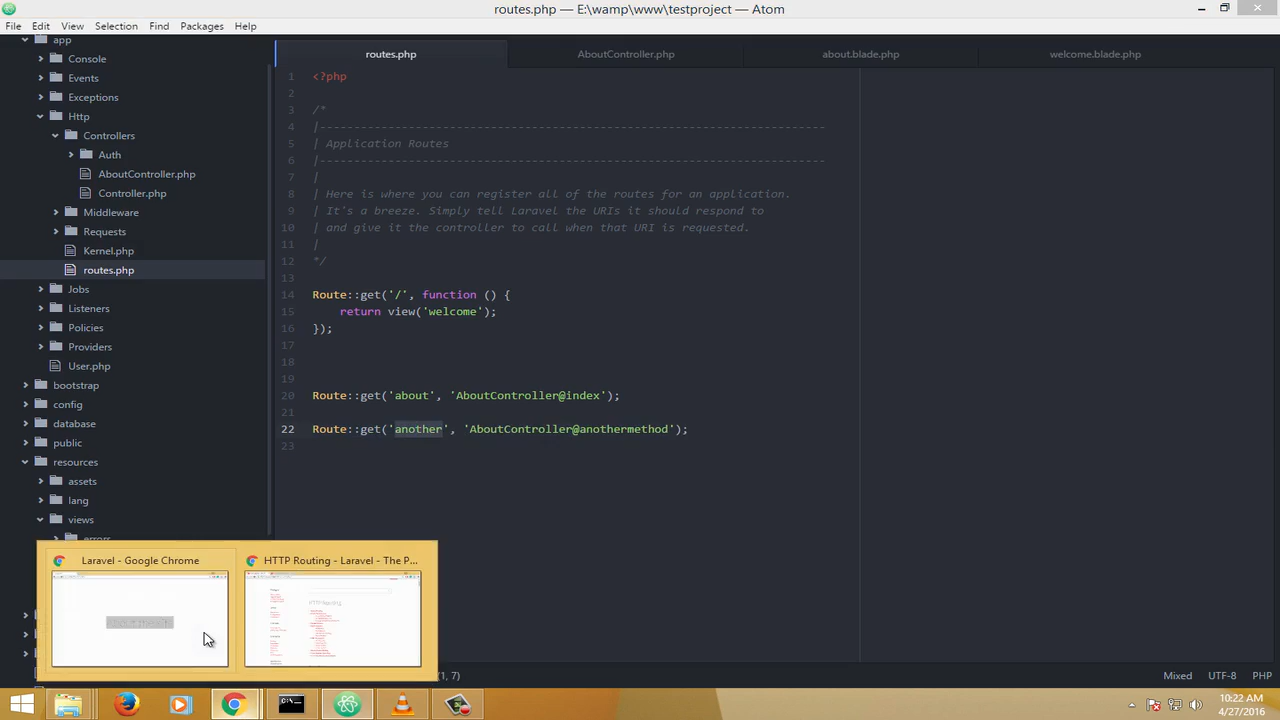 routes.php — E:\wamp\www\testproject — Atom
File Edit View Selection Find Packages Help
app
Console
Events
Exceptions
Http
Controllers
Auth
AboutController.php
Controller.php
Middleware
Requests
Kernel.php
routes.php
Jobs
Listeners
Policies
Providers
User.php
bootstrap
config
database
public
resources
assets
lang
views
errors
routes.php AboutController.php about.blade.php welcome.blade.php
1 <?php
2
3 /*
4 |--------------------------------------------------------------------------
5 | Application Routes
6 |--------------------------------------------------------------------------
7 |
8 | Here is where you can register all of the routes for an application.
9 | It's a breeze. Simply tell Laravel the URIs it should respond to
10 | and give it the controller to call when that URI is requested.
11 |
12 */
13
14 Route::get('/', function () {
15 return view('welcome');
16 });
17
18
19
20 Route::get('about', 'AboutController@index');
21
22 Route::get('another', 'AboutController@anothermethod');
23
Laravel - Google Chrome
HTTP Routing - Laravel - The P...
HTTP Routing
(1, 7)
Mixed UTF-8 PHP
10:22 AM
4/27/2016